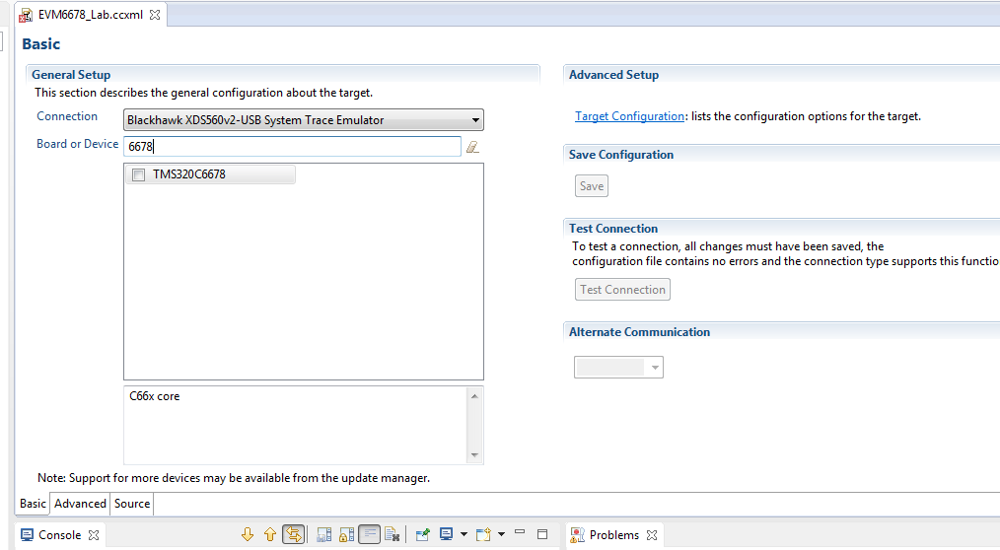 EVM6678_Lab.ccxml
Basic
General Setup
This section describes the general configuration about the target.
Connection
Blackhawk XDS560v2-USB System Trace Emulator
Board or Device
6678
TMS320C6678
C66x core
Note: Support for more devices may be available from the update manager.
Advanced Setup
Target Configuration: lists the configuration options for the target.
Save Configuration
Save
Test Connection
To test a connection, all changes must have been saved, the
configuration file contains no errors and the connection type supports this functio
Test Connection
Alternate Communication
Basic
Advanced
Source
Console
Problems